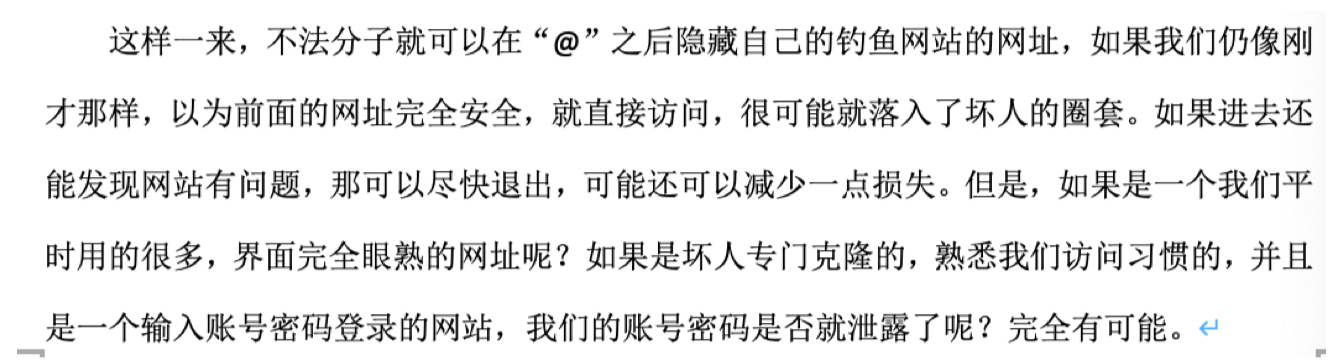 这样一来，不法分子就可以在“@”之后隐藏自己的钓鱼网站的网址，如果我们仍像刚
才那样，以为前面的网址完全安全，就直接访问，很可能就落入了坏人的圈套。如果进去还
能发现网站有问题，那可以尽快退出，可能还可以减少一点损失。但是，如果是一个我们平
时用的很多，界面完全眼熟的网址呢？如果是坏人专门克隆的，熟悉我们访问习惯的，并且
是一个输入账号密码登录的网站，我们的账号密码是否就泄露了呢？完全有可能。